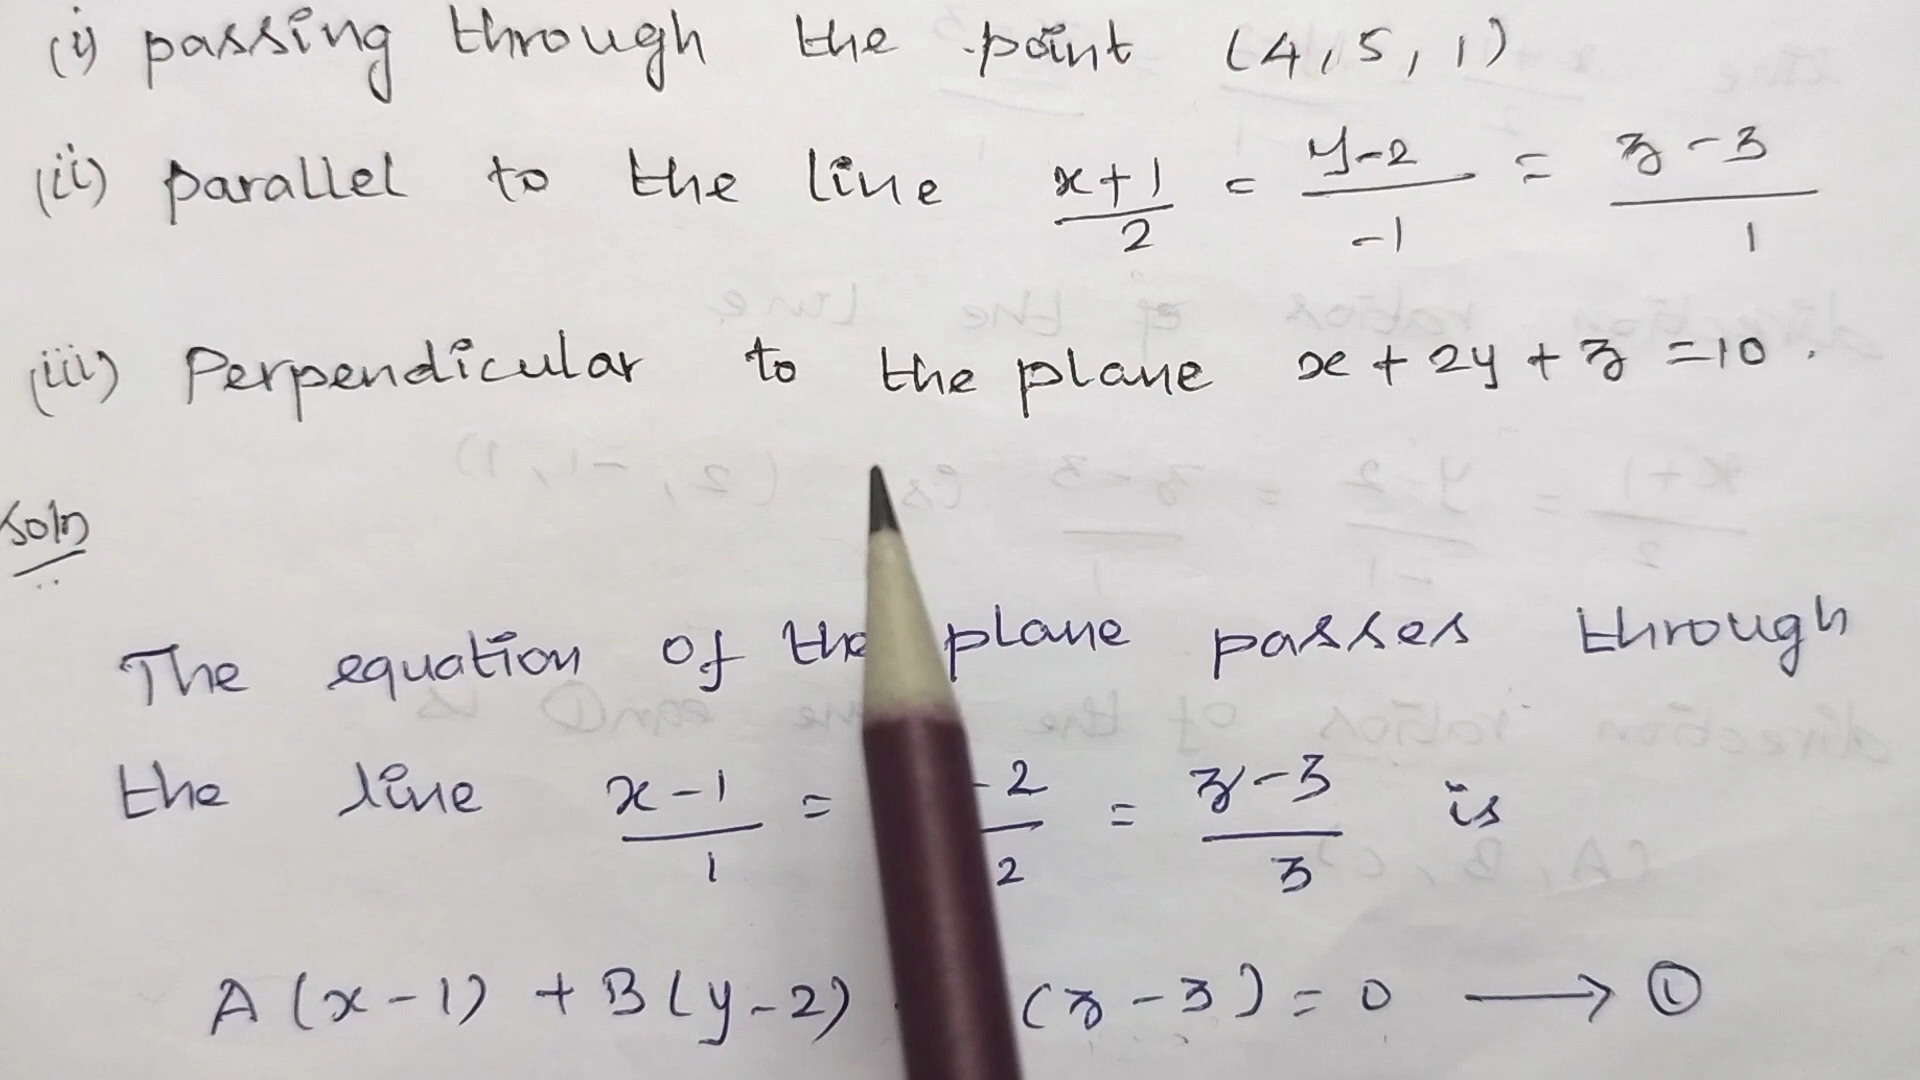 (i) passing through the point (4,5,1)
(ii) parallel to the line x+1/2 = y-2/-1 = z-3/1
(iii) Perpendicular to the plane x + 2y + z = 10.
Soln
The equation of the plane passes through
the line x-1/1 = -2/2 = z-3/3 is
A(x-1) + B(y-2) (z-3) = 0 → ①